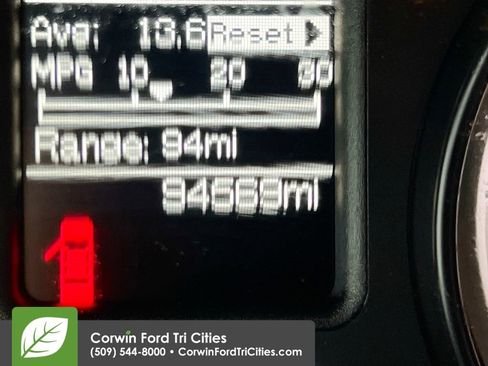 Avg: 13.6 Reset
MPG 10 20 30
Range: 94mi
94669mi
Corwin Ford Tri Cities
(509) 544-8000 • CorwinFordTriCities.com